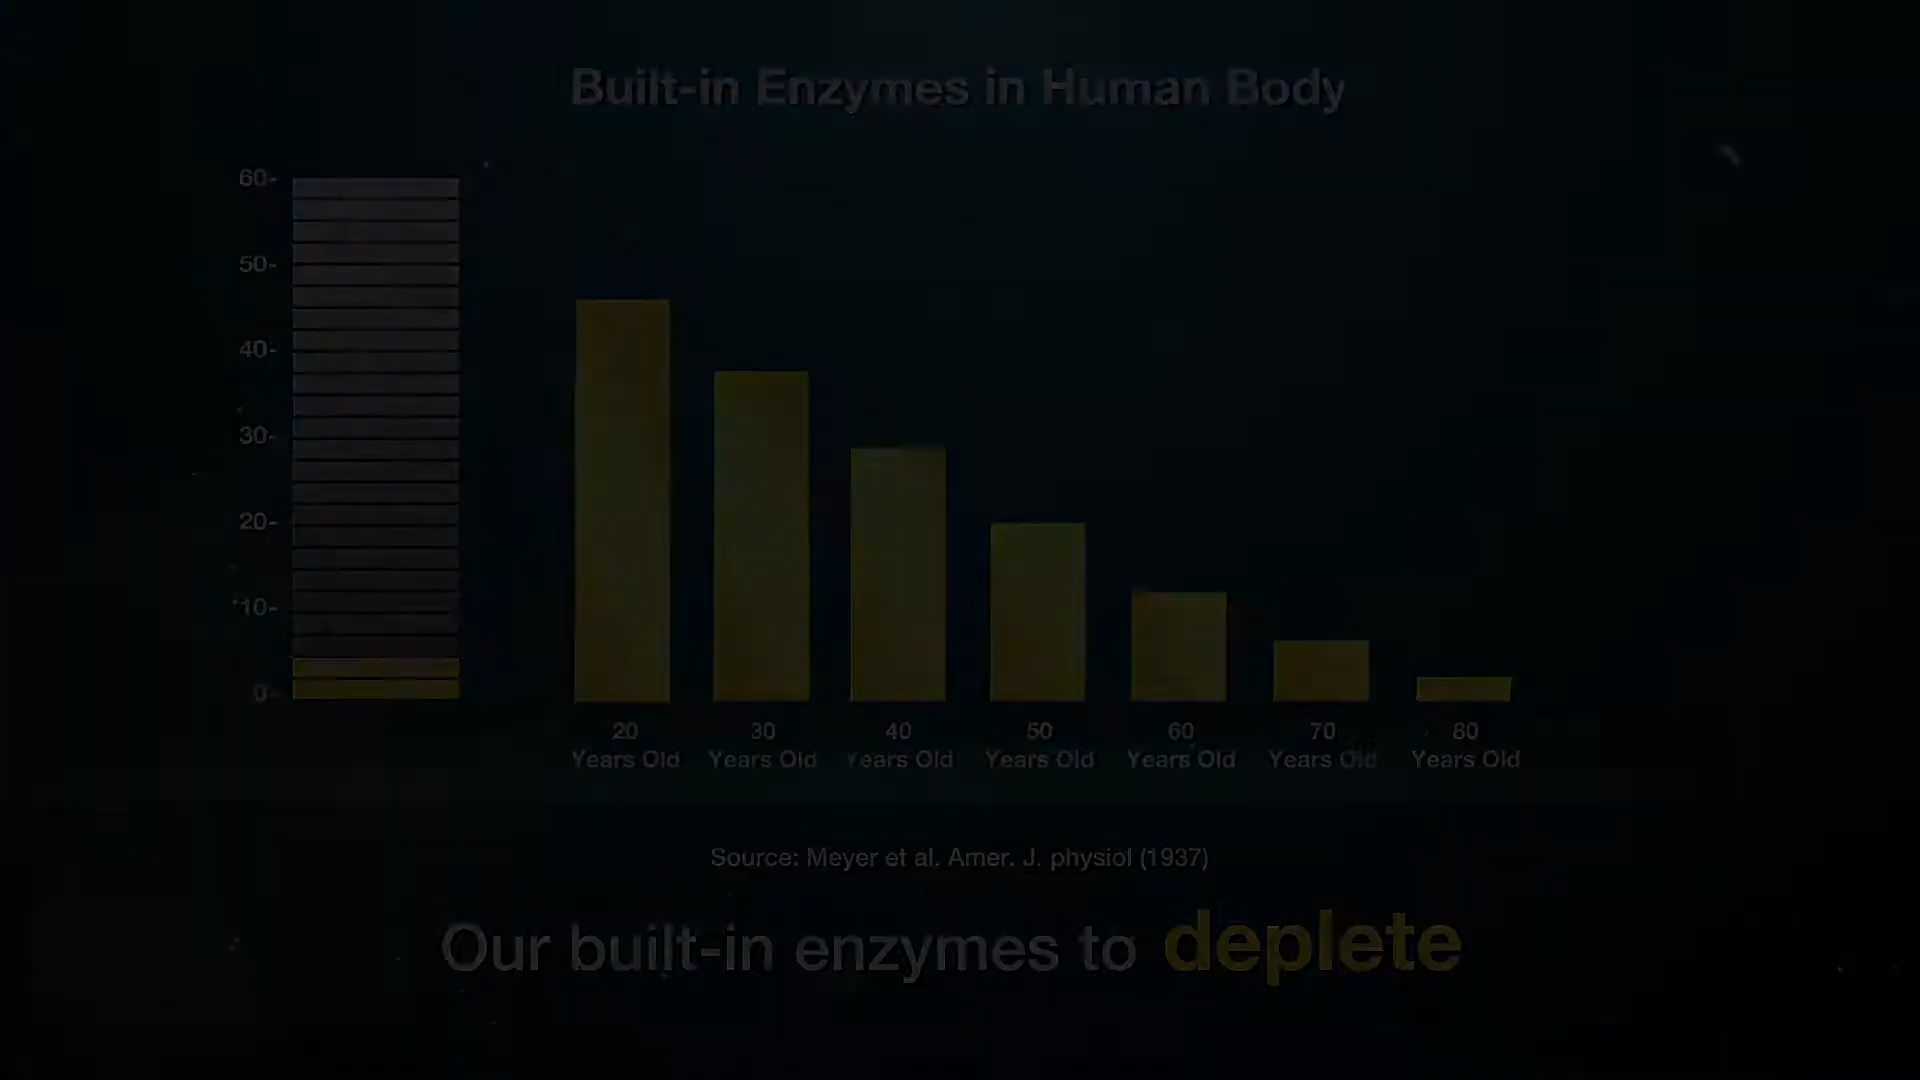 Built-in Enzymes in Human Body
60-
50-
40-
30-
20-
10-
0-
20
Years Old
30
Years Old
40
Years Old
50
Years Old
60
Years Old
70
Years Old
80
Years Old
Source: Meyer et al. Amer. J. physiol (1937)
Our built-in enzymes to deplete